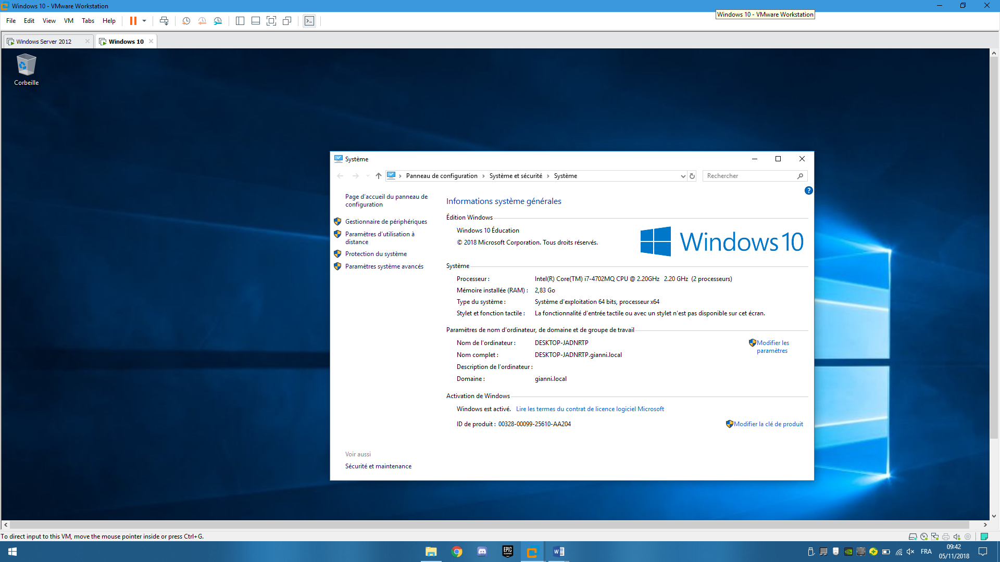 Windows 10 - VMware Workstation
File Edit View VM Tabs Help
Windows 10 - VMware Workstation
Windows Server 2012
Windows 10
Corbeille
Système
Panneau de configuration
Système et sécurité
Système
Rechercher
Page d'accueil du panneau de
configuration
Gestionnaire de périphériques
Paramètres d'utilisation à
distance
Protection du système
Paramètres système avancés
Voir aussi
Sécurité et maintenance
Informations système générales
Édition Windows
Windows 10 Éducation
© 2018 Microsoft Corporation. Tous droits réservés.
Windows 10
Système
Processeur : Intel(R) Core(TM) i7-4702MQ CPU @ 2.20GHz 2.20 GHz (2 processeurs)
Mémoire installée (RAM) : 2,83 Go
Type du système : Système d'exploitation 64 bits, processeur x64
Stylet et fonction tactile : La fonctionnalité d'entrée tactile ou avec un stylet n'est pas disponible sur cet écran.
Paramètres de nom d'ordinateur, de domaine et de groupe de travail
Nom de l'ordinateur : DESKTOP-JADNRTP
Modifier les
paramètres
Nom complet : DESKTOP-JADNRTP.gianni.local
Description de l'ordinateur :
Domaine : gianni.local
Activation de Windows
Windows est activé. Lire les termes du contrat de licence logiciel Microsoft
ID de produit : 00328-00099-25610-AA204
Modifier la clé de produit
To direct input to this VM, move the mouse pointer inside or press Ctrl+G.
EPIC
GAMES
W
FRA
09:42
05/11/2018